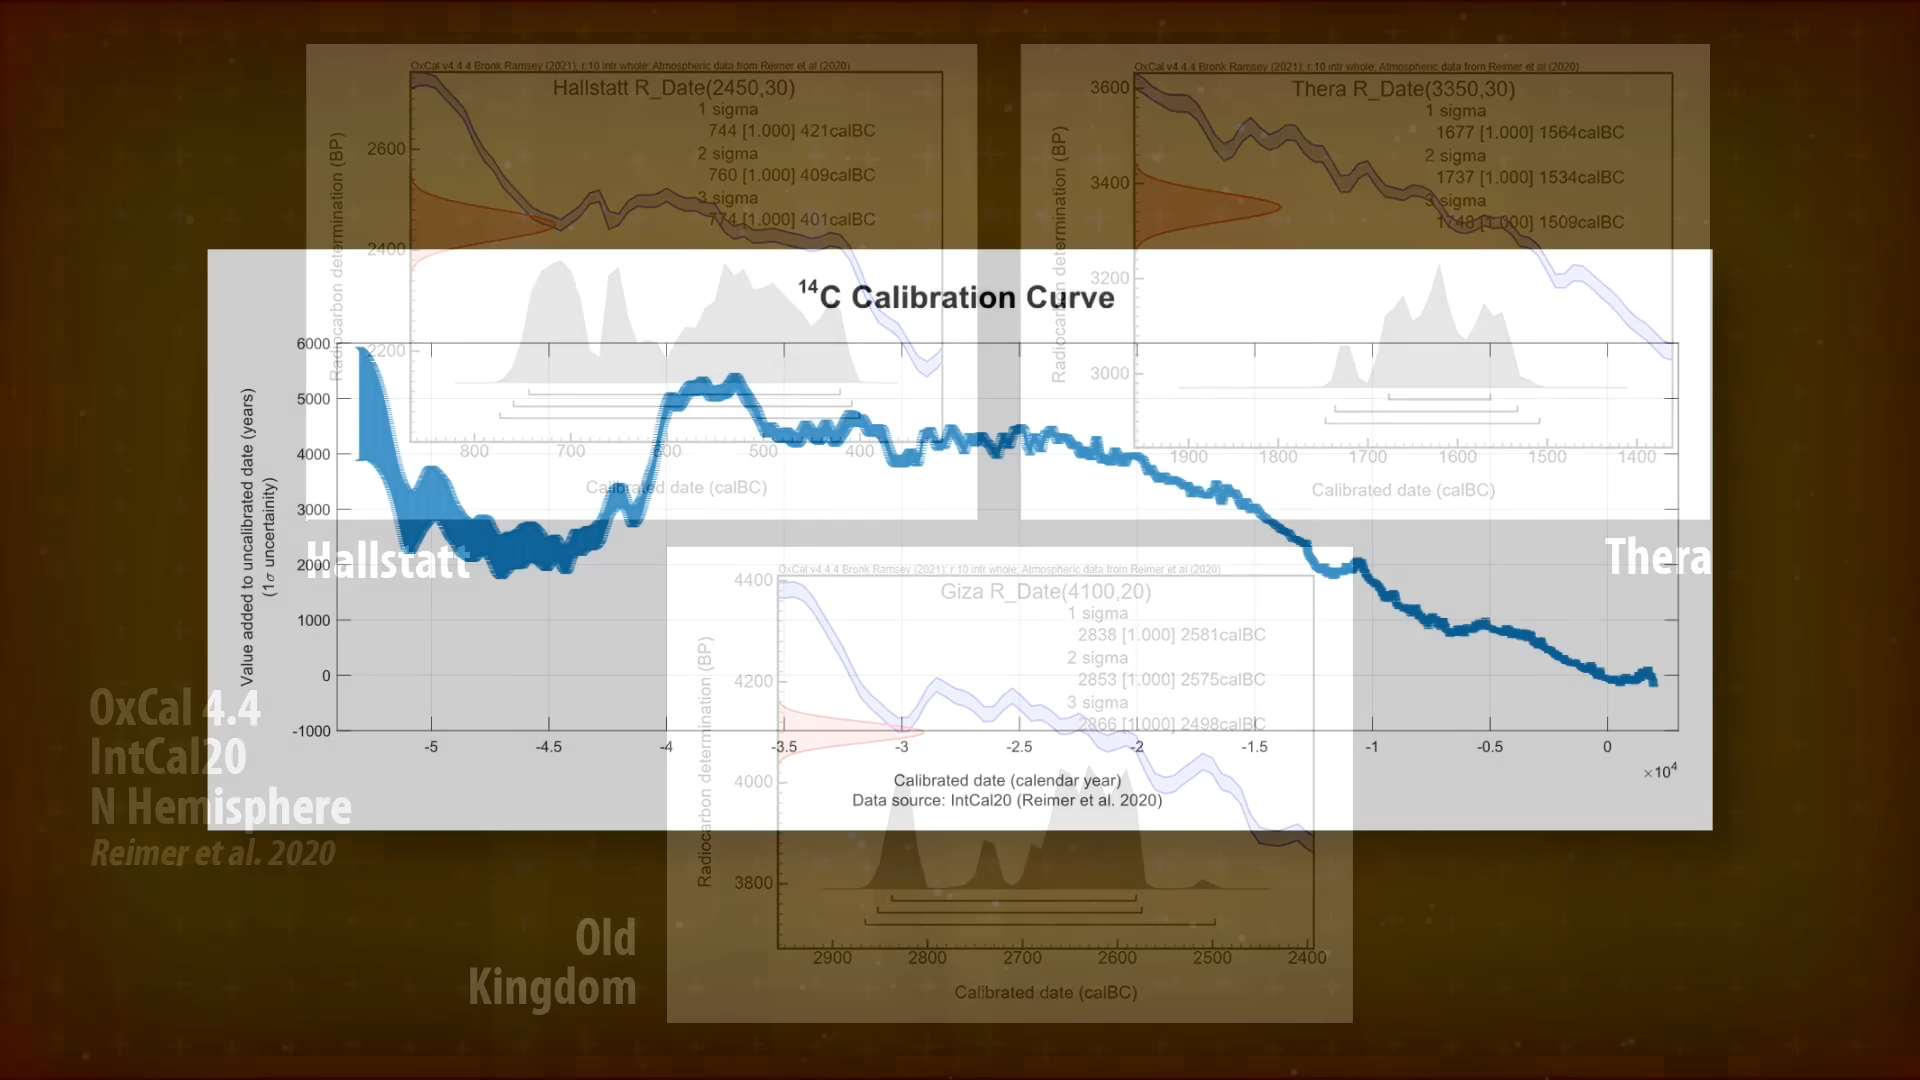 OxCal v4.4.4 Bronk Ramsey (2021); r:10 intr whole; Atmospheric data from Reimer et al (2020)
Hallstatt R_Date(2450,30)
1 sigma
744 [1.000] 421calBC
2 sigma
760 [1.000] 409calBC
3 sigma
774 [1.000] 401calBC
Radiocarbon determination (BP)
2600
2400
2200
800 700 600 500 400
Calibrated date (calBC)
Hallstatt
OxCal v4.4.4 Bronk Ramsey (2021); r:10 intr whole; Atmospheric data from Reimer et al (2020)
Thera R_Date(3350,30)
1 sigma
1677 [1.000] 1564calBC
2 sigma
1737 [1.000] 1534calBC
3 sigma
1748 [1.000] 1509calBC
Radiocarbon determination (BP)
3600
3400
3200
3000
1900 1800 1700 1600 1500 1400
Calibrated date (calBC)
Thera
14C Calibration Curve
Value added to uncalibrated date (years)
(1σ uncertainity)
6000
5000
4000
3000
2000
1000
0
-1000
-5 -4.5 -4 -3.5 -3 -2.5 -2 -1.5 -1 -0.5 0
×10⁴
Calibrated date (calendar year)
Data source: IntCal20 (Reimer et al. 2020)
OxCal v4.4.4 Bronk Ramsey (2021); r:10 intr whole; Atmospheric data from Reimer et al (2020)
Giza R_Date(4100,20)
1 sigma
2838 [1.000] 2581calBC
2 sigma
2853 [1.000] 2575calBC
3 sigma
2866 [1.000] 2498calBC
Radiocarbon determination (BP)
4400
4200
4000
3800
2900 2800 2700 2600 2500 2400
Calibrated date (calBC)
OxCal 4.4
IntCal20
N Hemisphere
Reimer et al. 2020
Old
Kingdom